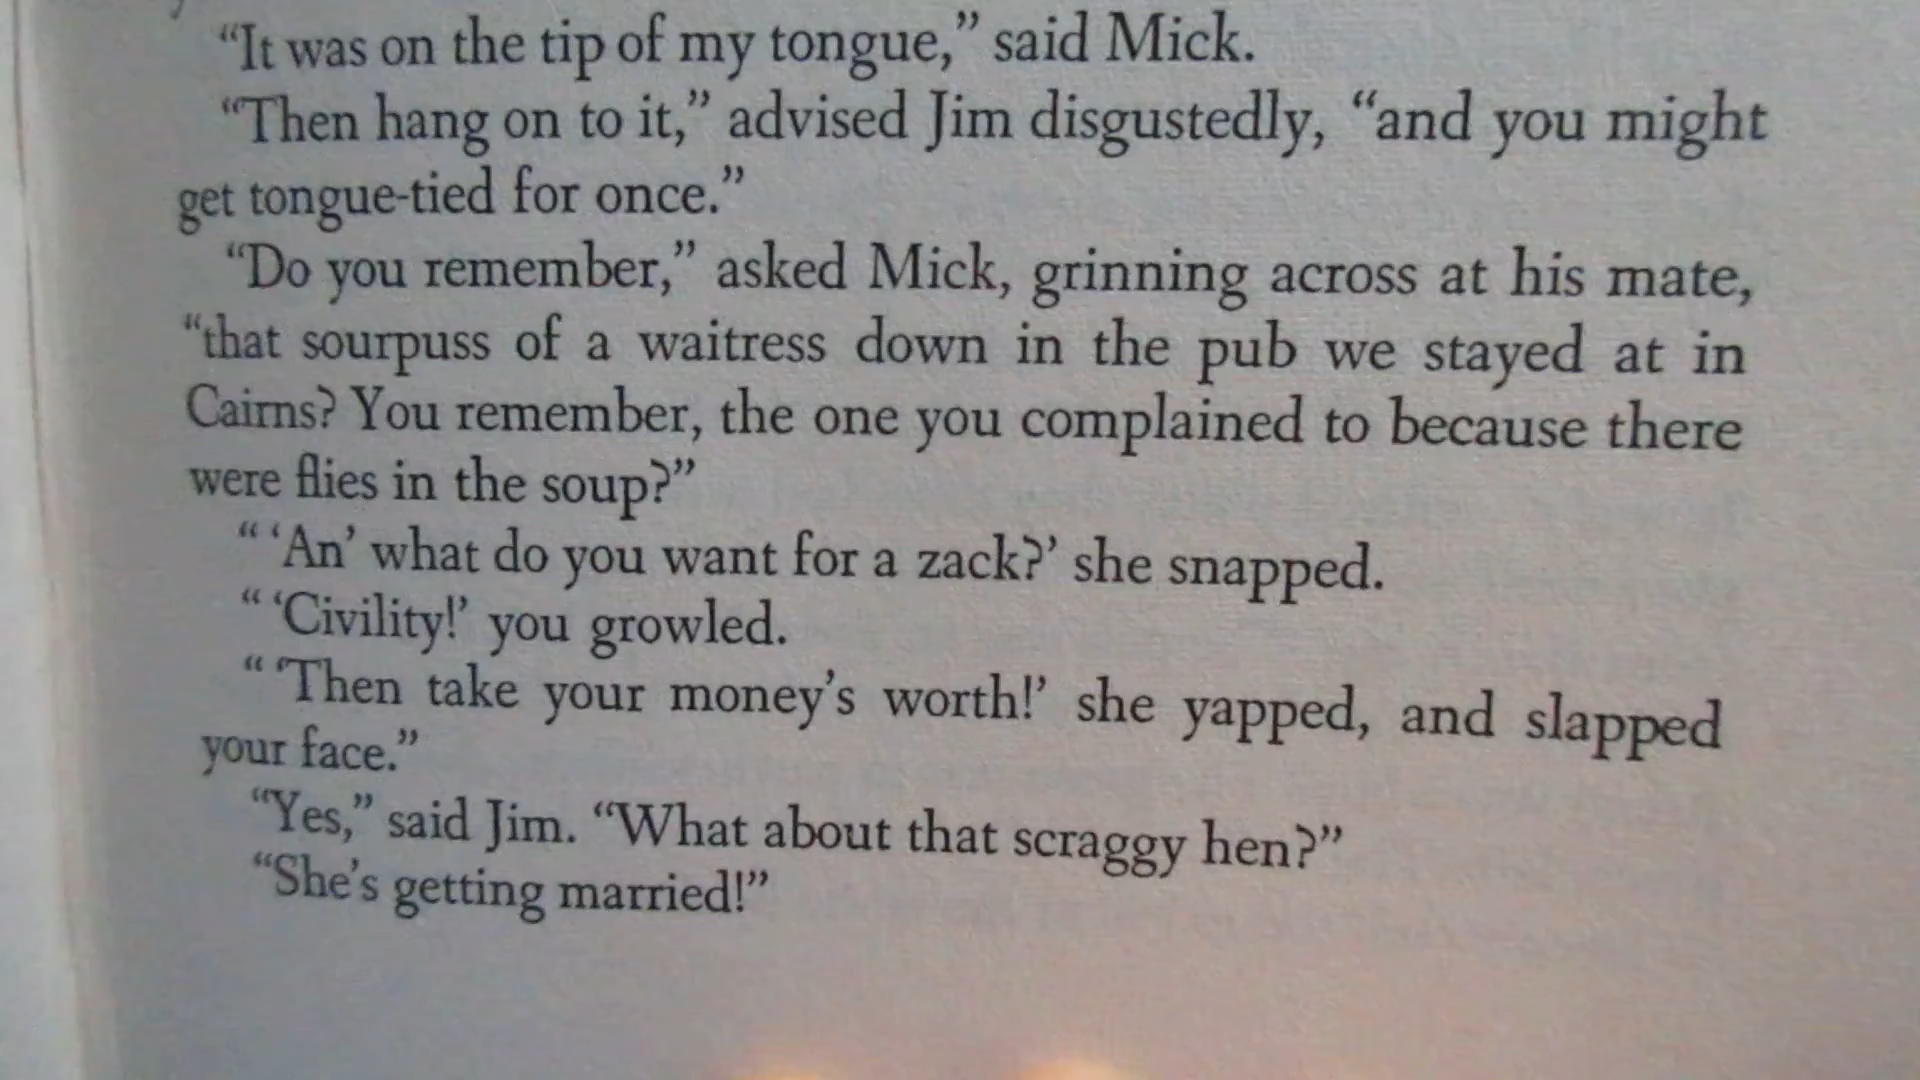 “It was on the tip of my tongue,” said Mick.
“Then hang on to it,” advised Jim disgustedly, “and you might
get tongue-tied for once.”
“Do you remember,” asked Mick, grinning across at his mate,
“that sourpuss of a waitress down in the pub we stayed at in
Cairns? You remember, the one you complained to because there
were flies in the soup?”
“ ‘An’ what do you want for a zack?’ she snapped.
“ ‘Civility!’ you growled.
“ ‘Then take your money’s worth!’ she yapped, and slapped
your face.”
“Yes,” said Jim. “What about that scraggy hen?”
“She’s getting married!”